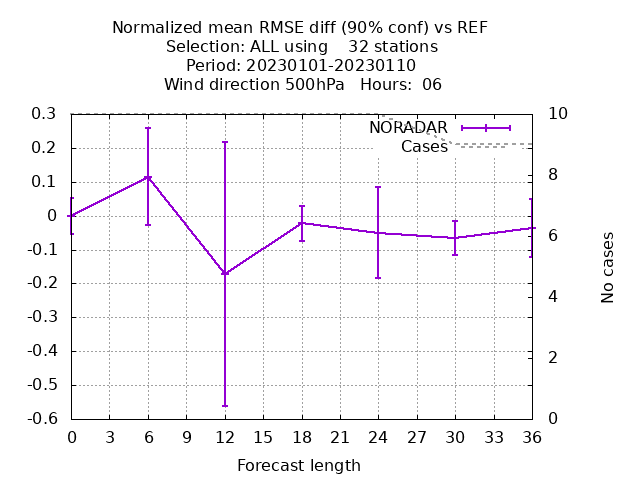 Normalized mean RMSE diff (90% conf) vs REF
Selection: ALL using    32 stations
Period: 20230101-20230110
Wind direction 500hPa   Hours:  06
NORADAR
Cases
0.3
0.2
0.1
0
-0.1
-0.2
-0.3
-0.4
-0.5
-0.6
10
8
6
4
2
0
No cases
0 3 6 9 12 15 18 21 24 27 30 33 36
Forecast length